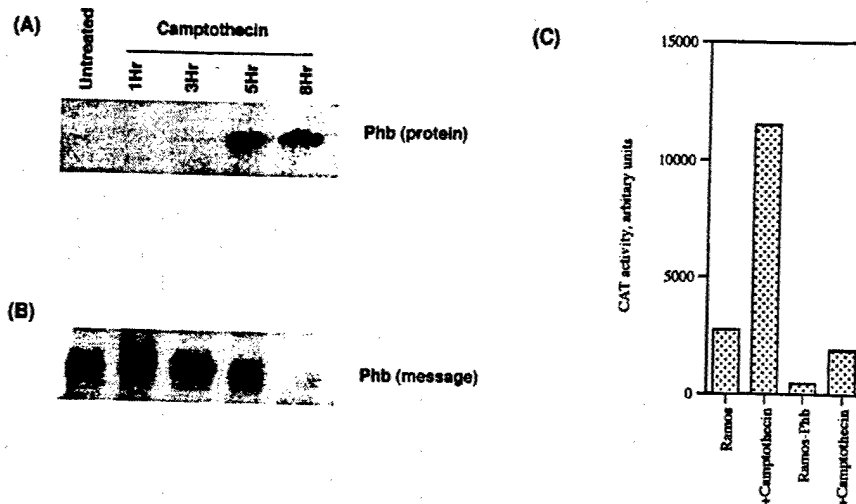 (A)
Camptothecin
Untreated
1Hr
3Hr
5Hr
8Hr
Phb (protein)
(B)
Phb (message)
(C)
CAT activity, arbitary units
15000
10000
5000
0
Ramos
+Camptothecin
Ramos-Phb
+Camptothecin